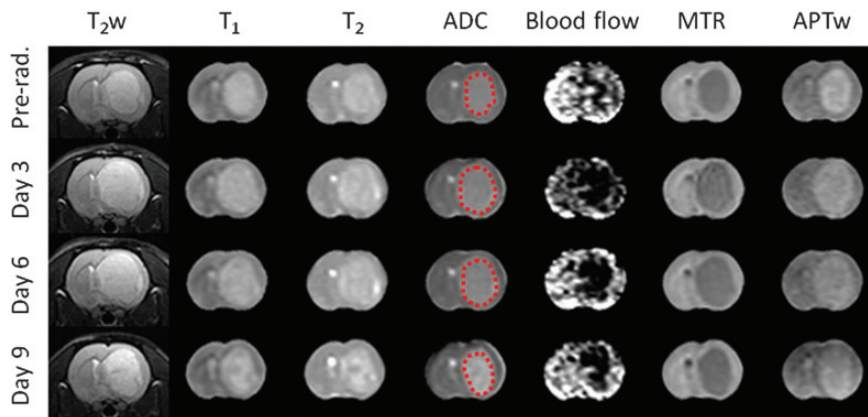 T₂w T₁ T₂ ADC Blood flow MTR APTw
Pre-rad.
Day 3
Day 6
Day 9